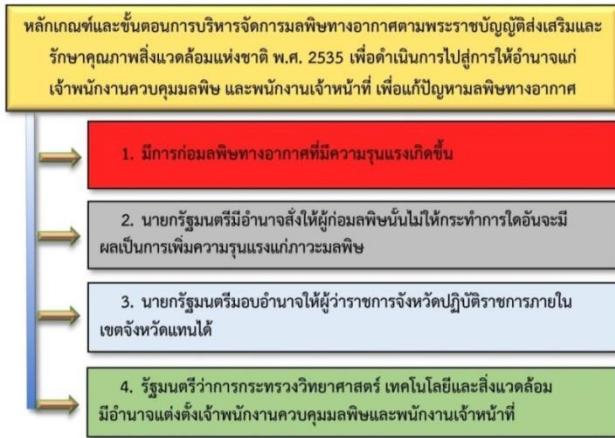 หลักเกณฑ์และขั้นตอนการบริหารจัดการมลพิษทางอากาศตามพระราชบัญญัติส่งเสริมและ
รักษาคุณภาพสิ่งแวดล้อมแห่งชาติ พ.ศ. 2535 เพื่อดำเนินการไปสู่การให้อำนาจแก่
เจ้าพนักงานควบคุมมลพิษ และพนักงานเจ้าหน้าที่ เพื่อแก้ปัญหามลพิษทางอากาศ
1. มีการก่อมลพิษทางอากาศที่มีความรุนแรงเกิดขึ้น
2. นายกรัฐมนตรีมีอำนาจสั่งให้ผู้ก่อมลพิษนั้นไม่ให้กระทำการใดอันจะมี
ผลเป็นการเพิ่มความรุนแรงแก่ภาวะมลพิษ
3. นายกรัฐมนตรีมอบอำนาจให้ผู้ว่าราชการจังหวัดปฏิบัติราชการภายใน
เขตจังหวัดแทนได้
4. รัฐมนตรีว่าการกระทรวงวิทยาศาสตร์ เทคโนโลยีและสิ่งแวดล้อม
มีอำนาจแต่งตั้งเจ้าพนักงานควบคุมมลพิษและพนักงานเจ้าหน้าที่